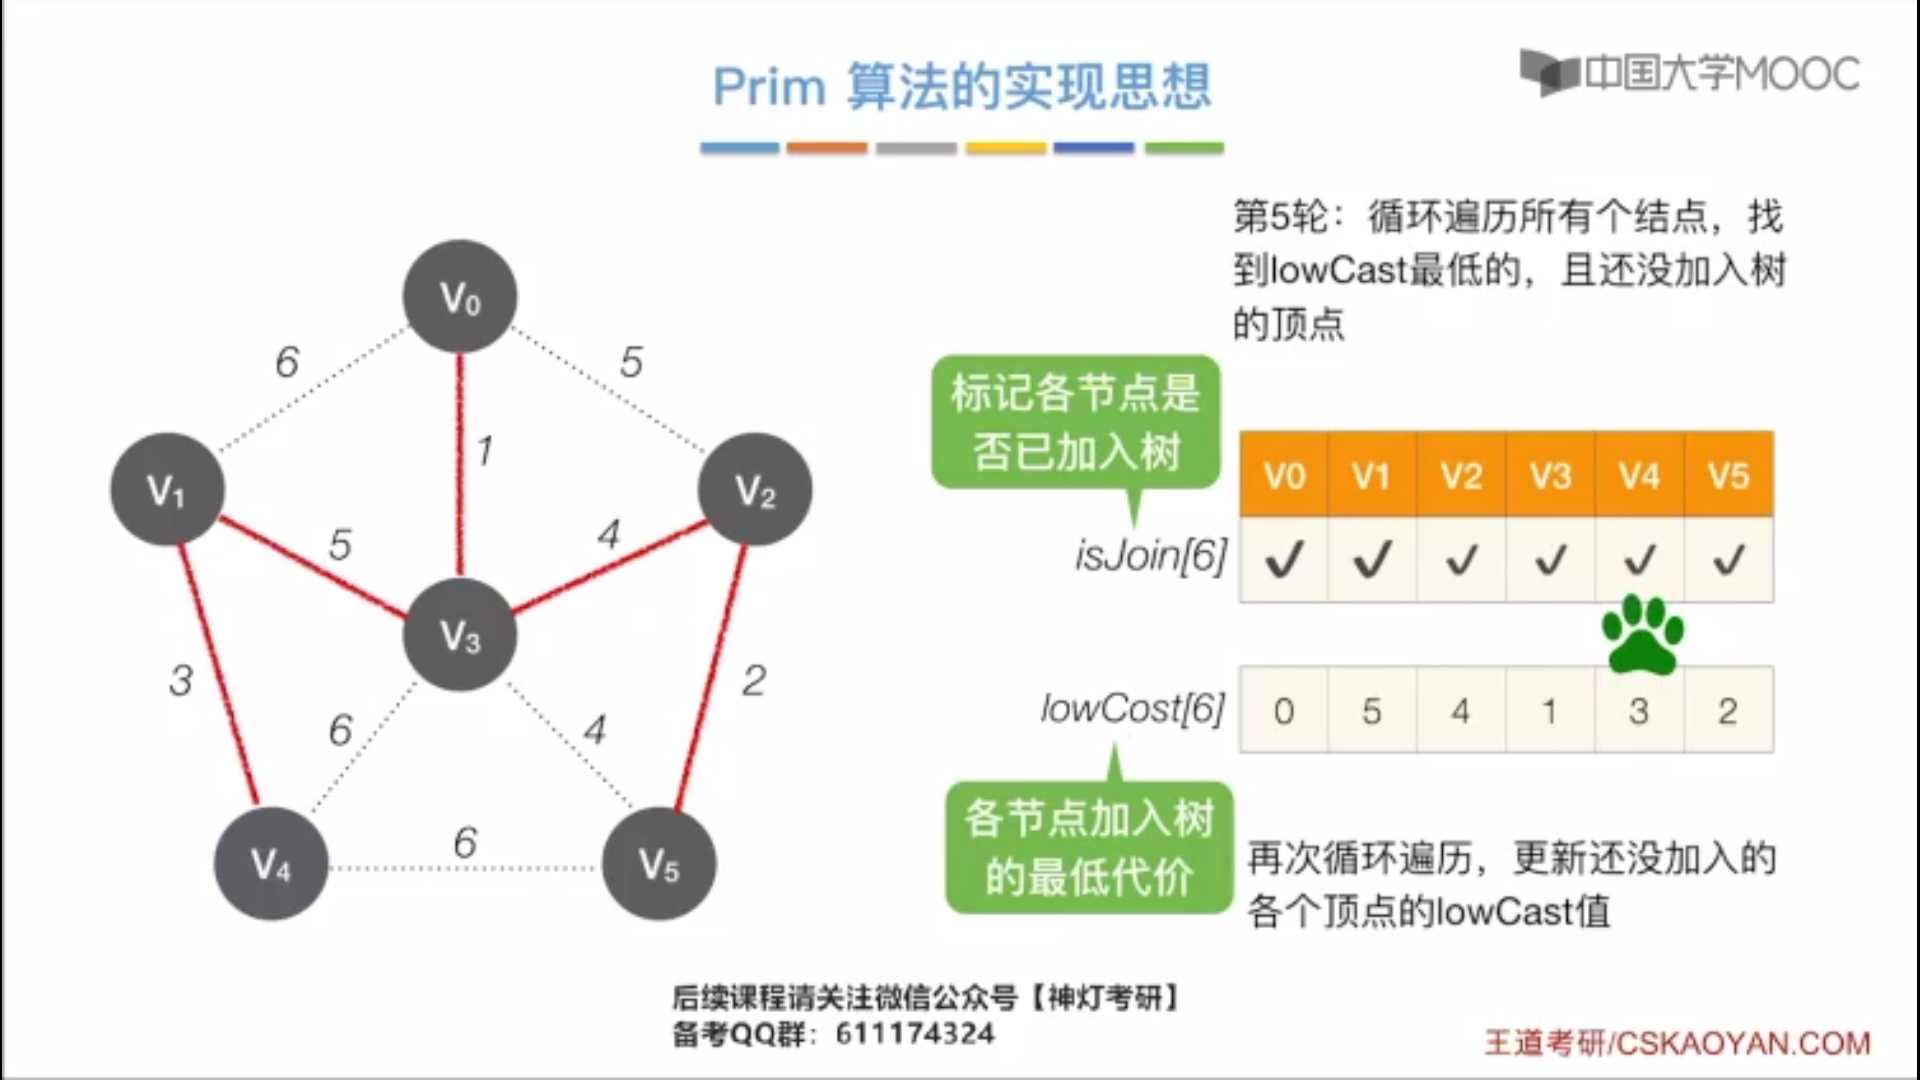 Prim 算法的实现思想
中国大学MOOC
第5轮：循环遍历所有个结点，找
到lowCast最低的，且还没加入树
的顶点
标记各节点是
否已加入树
V0 V1 V2 V3 V4 V5
isJoin[6] ✓ ✓ ✓ ✓ ✓ ✓
lowCost[6] 0 5 4 1 3 2
各节点加入树
的最低代价
再次循环遍历，更新还没加入的
各个顶点的lowCast值
V0
6
5
1
V1
V2
5
4
V3
3
2
6
4
V4
6
V5
后续课程请关注微信公众号【神灯考研】
备考QQ群：611174324
王道考研/CSKAOYAN.COM